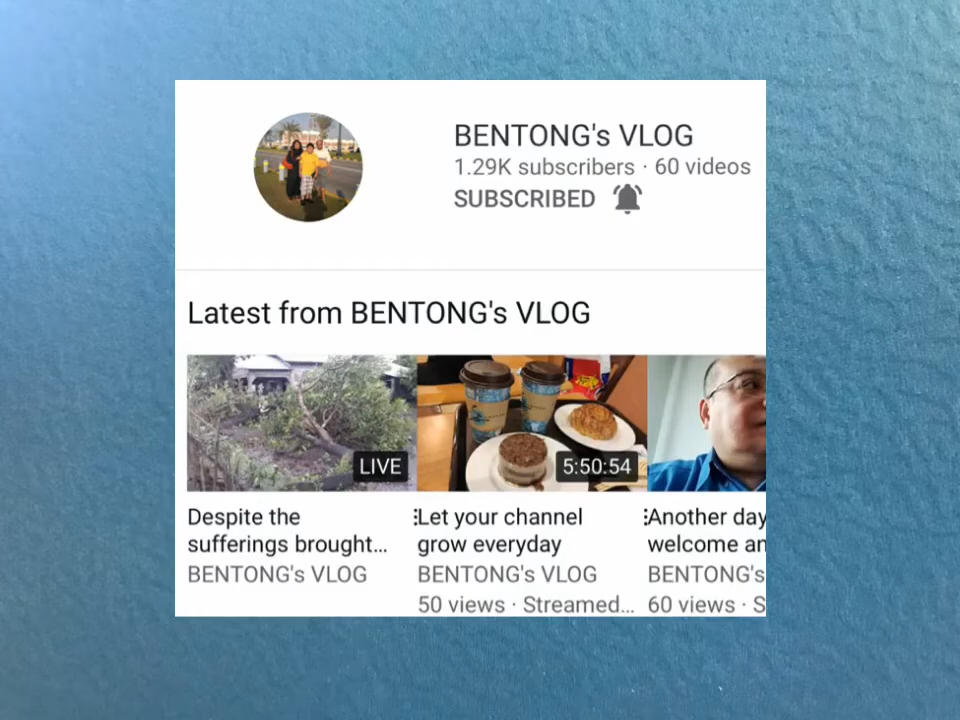 BENTONG's VLOG
1.29K subscribers · 60 videos
SUBSCRIBED
Latest from BENTONG's VLOG
LIVE
5:50:54
Despite the
sufferings brought...
BENTONG's VLOG
Let your channel
grow everyday
BENTONG's VLOG
50 views · Streamed...
Another day
welcome an
BENTONG's
60 views · S